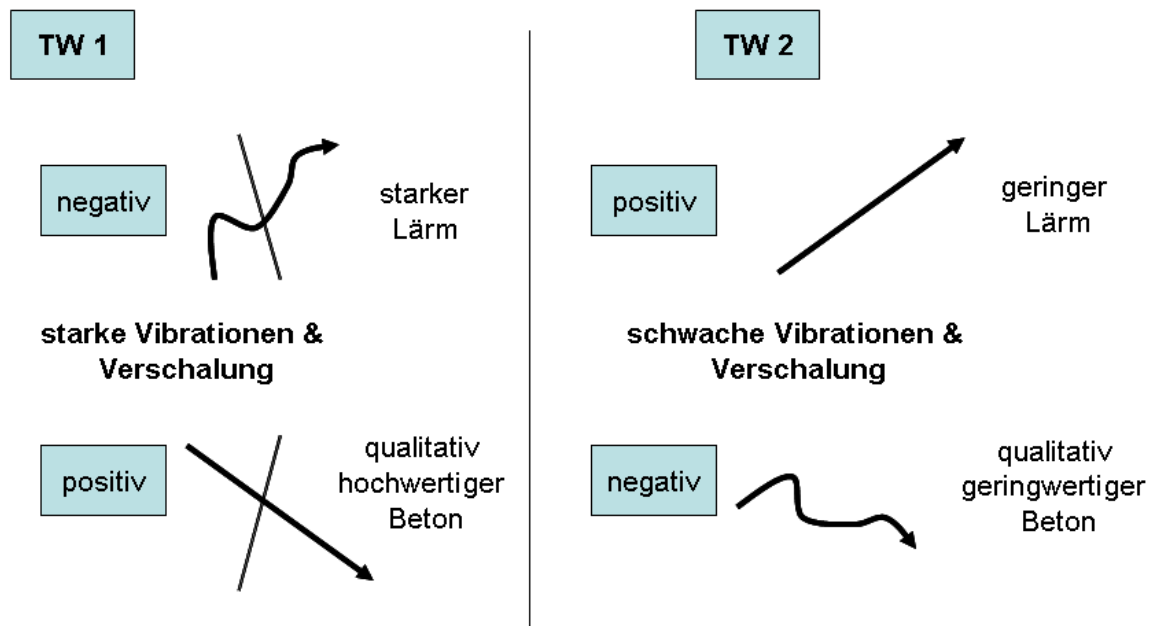 TW 1
negativ
starker
Lärm
starke Vibrationen &
Verschalung
positiv
qualitativ
hochwertiger
Beton
TW 2
positiv
geringer
Lärm
schwache Vibrationen &
Verschalung
negativ
qualitativ
geringwertiger
Beton